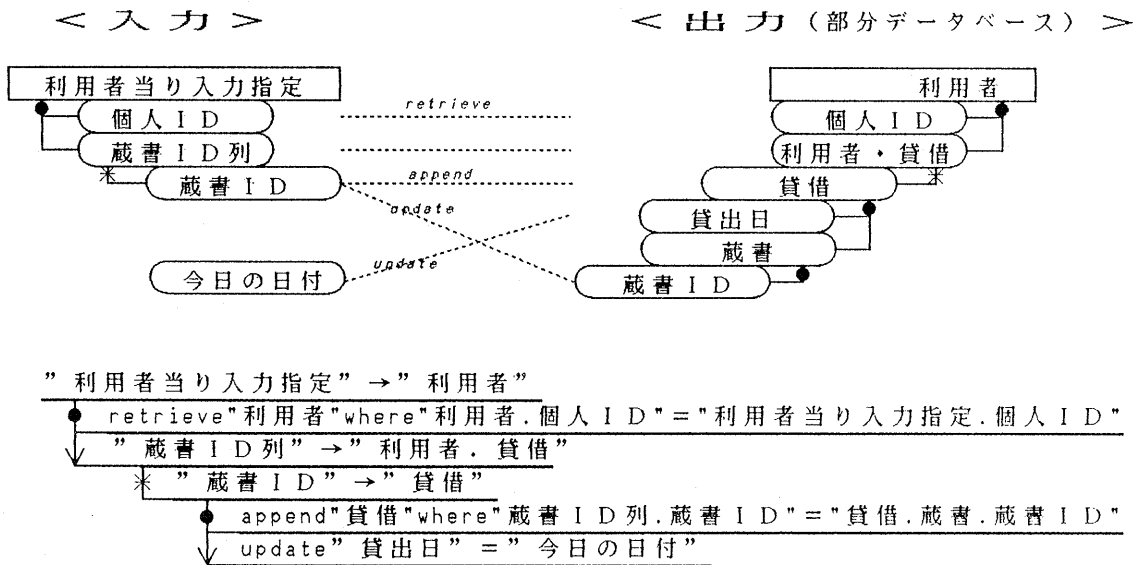 ＜ 入 力 ＞
＜ 出 力 （部分データベース） ＞
利用者当り入力指定
個人ＩＤ
蔵書ＩＤ列
＊
蔵書ＩＤ
今日の日付
retrieve
append
update
update
利用者
個人ＩＤ
利用者・貸借
＊
貸借
貸出日
蔵書
蔵書ＩＤ
”利用者当り入力指定”→”利用者”
retrieve"利用者"where"利用者.個人ＩＤ"="利用者当り入力指定.個人ＩＤ"
”蔵書ＩＤ列”→”利用者．貸借”
＊ ”蔵書ＩＤ”→”貸借”
append"貸借"where"蔵書ＩＤ列.蔵書ＩＤ"="貸借.蔵書.蔵書ＩＤ"
update”貸出日”=”今日の日付”